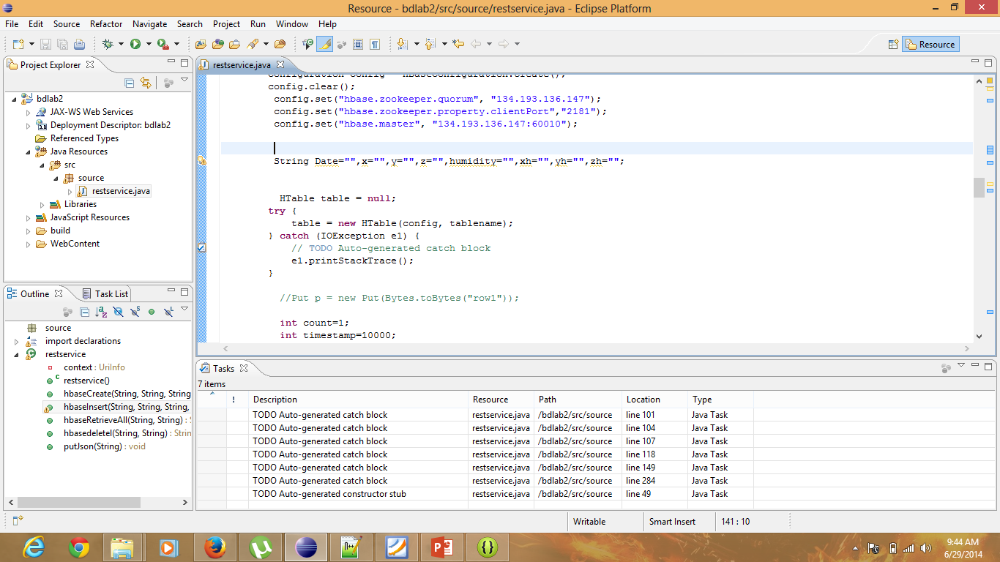 Resource - bdlab2/src/source/restservice.java - Eclipse Platform
File Edit Source Refactor Navigate Search Project Run Window Help
Resource
Project Explorer
bdlab2
JAX-WS Web Services
Deployment Descriptor: bdlab2
Referenced Types
Java Resources
src
source
restservice.java
Libraries
JavaScript Resources
build
WebContent
Outline Task List
source
import declarations
restservice
context : UriInfo
restservice()
hbaseCreate(String, String, String
hbaseInsert(String, String, String,
hbaseRetrieveAll(String, String) : S
hbasedeletel(String, String) : Strin
putJson(String) : void
restservice.java
Configuration config = HBaseConfiguration.create();
config.clear();
config.set("hbase.zookeeper.quorum", "134.193.136.147");
config.set("hbase.zookeeper.property.clientPort","2181");
config.set("hbase.master", "134.193.136.147:60010");
String Date="",x="",y="",z="",humidity="",xh="",yh="",zh="";
HTable table = null;
try {
table = new HTable(config, tablename);
} catch (IOException e1) {
// TODO Auto-generated catch block
e1.printStackTrace();
}
//Put p = new Put(Bytes.toBytes("row1"));
int count=1;
int timestamp=10000;
Tasks
7 items
! Description Resource Path Location Type
TODO Auto-generated catch block restservice.java /bdlab2/src/source line 101 Java Task
TODO Auto-generated catch block restservice.java /bdlab2/src/source line 104 Java Task
TODO Auto-generated catch block restservice.java /bdlab2/src/source line 107 Java Task
TODO Auto-generated catch block restservice.java /bdlab2/src/source line 118 Java Task
TODO Auto-generated catch block restservice.java /bdlab2/src/source line 149 Java Task
TODO Auto-generated catch block restservice.java /bdlab2/src/source line 284 Java Task
TODO Auto-generated constructor stub restservice.java /bdlab2/src/source line 49 Java Task
Writable Smart Insert 141 : 10
9:44 AM
6/29/2014